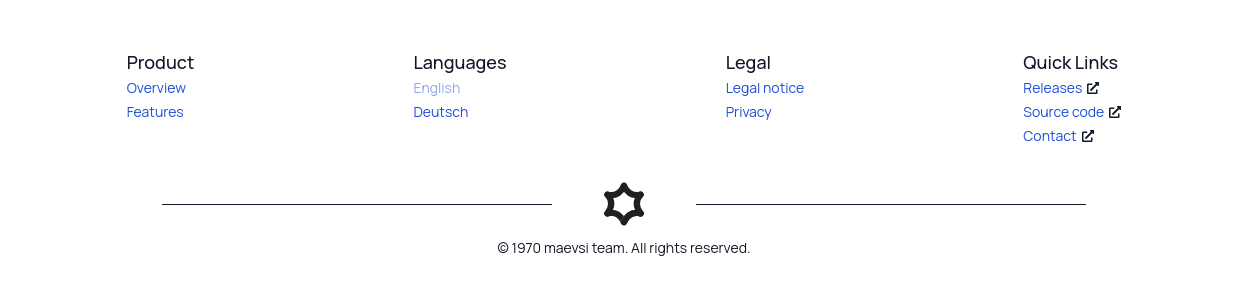 Product
Overview
Features
Languages
English
Deutsch
Legal
Legal notice
Privacy
Quick Links
Releases
Source code
Contact
© 1970 maevsi team. All rights reserved.